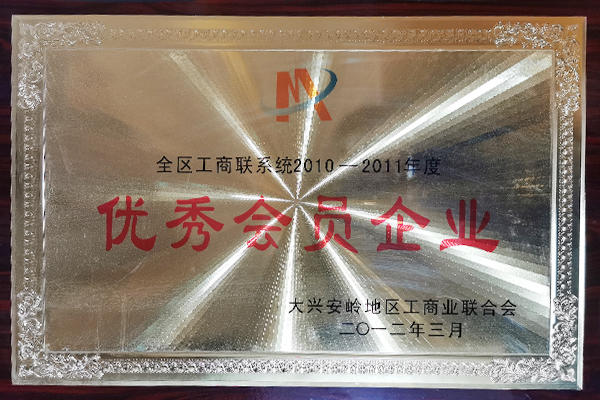 全区工商联系统2010—2011年度
优秀会员企业
大兴安岭地区工商业联合会
二〇一二年三月